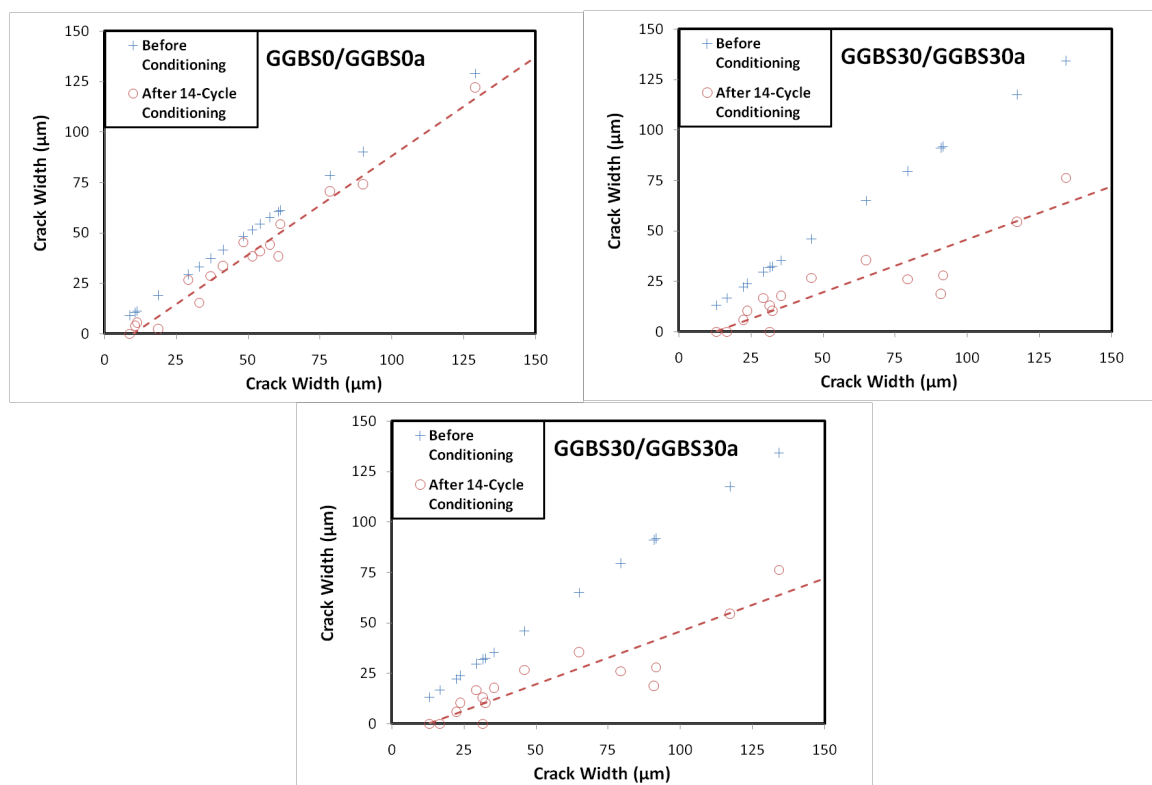 GGBS0/GGBS0a
Before
Conditioning
After 14-Cycle
Conditioning
150
125
100
75
50
25
0
Crack Width (µm)
0 25 50 75 100 125 150
Crack Width (µm)
GGBS30/GGBS30a
Before
Conditioning
After 14-Cycle
Conditioning
150
125
100
75
50
25
0
Crack Width (µm)
0 25 50 75 100 125 150
Crack Width (µm)
GGBS30/GGBS30a
Before
Conditioning
After 14-Cycle
Conditioning
150
125
100
75
50
25
0
Crack Width (µm)
0 25 50 75 100 125 150
Crack Width (µm)